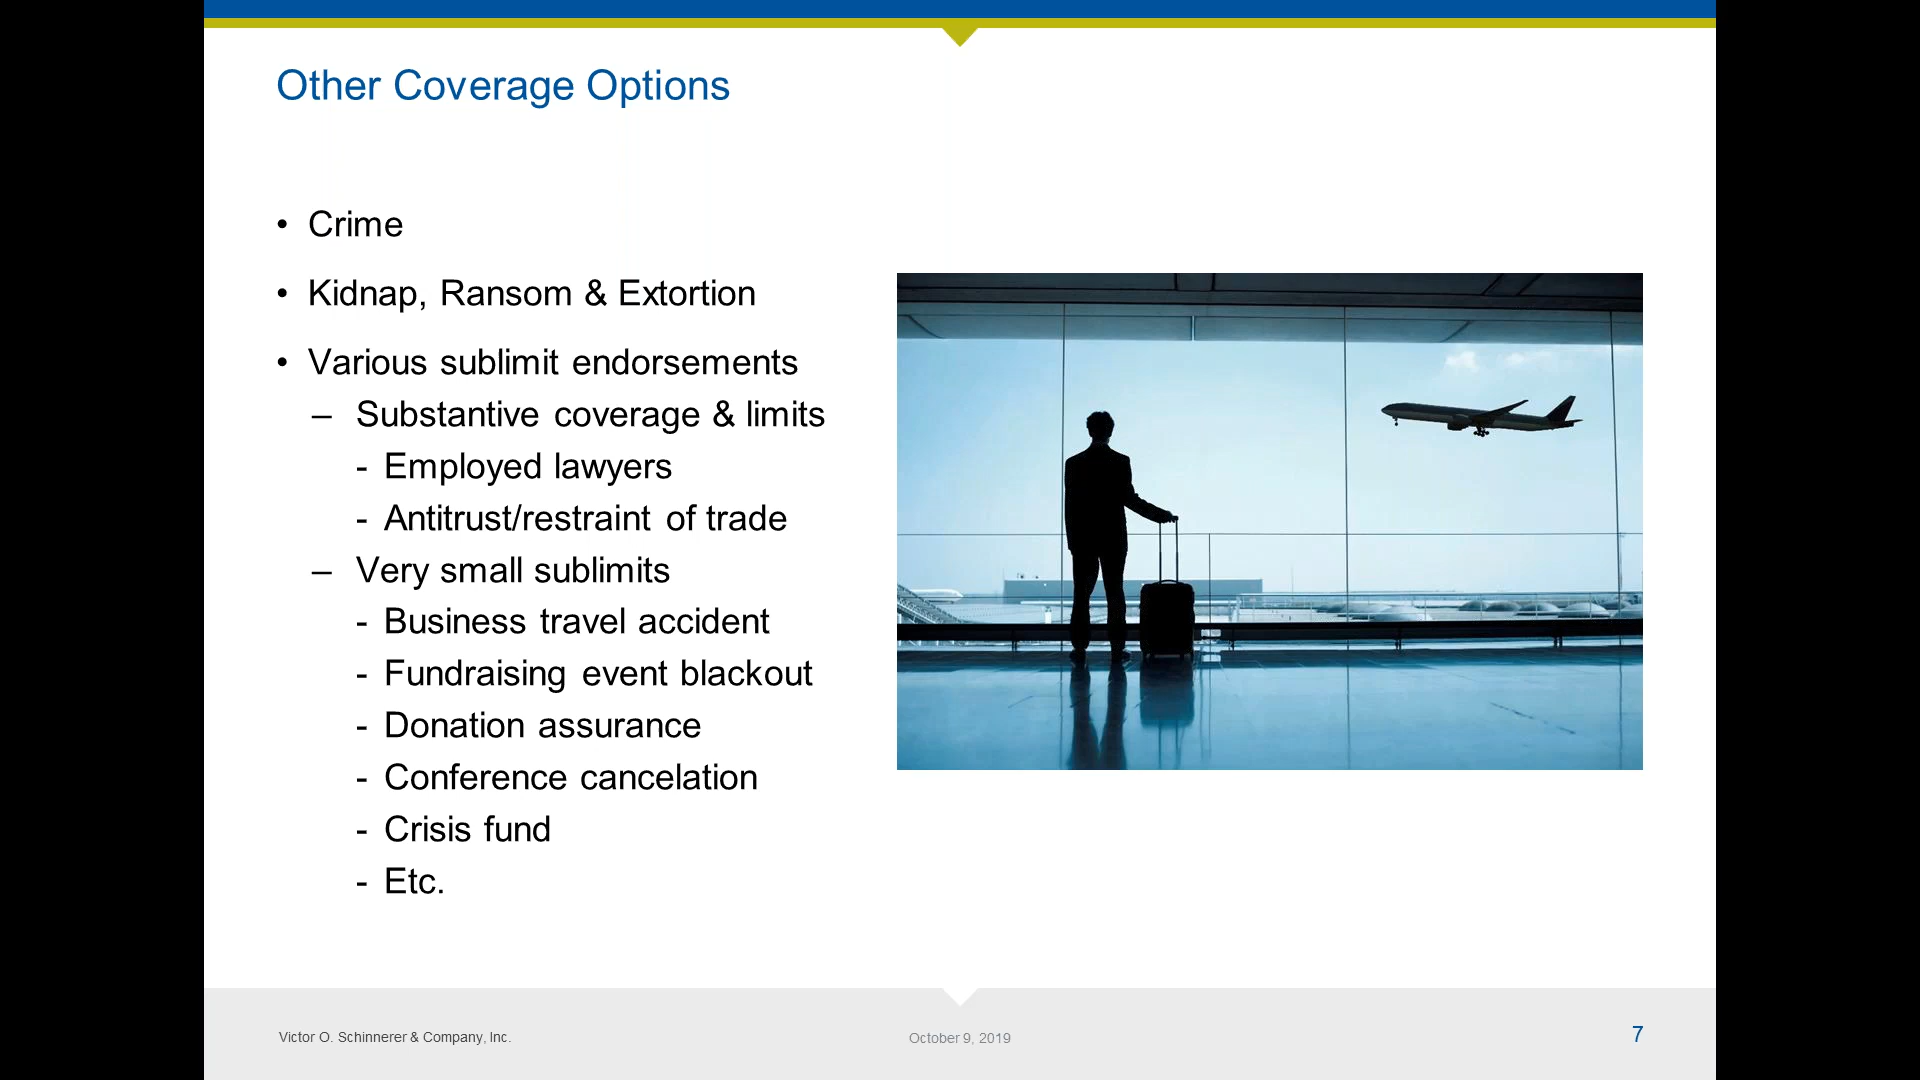 Other Coverage Options
• Crime
• Kidnap, Ransom & Extortion
• Various sublimit endorsements
– Substantive coverage & limits
- Employed lawyers
- Antitrust/restraint of trade
– Very small sublimits
- Business travel accident
- Fundraising event blackout
- Donation assurance
- Conference cancelation
- Crisis fund
- Etc.
Victor O. Schinnerer & Company, Inc.
October 9, 2019
7